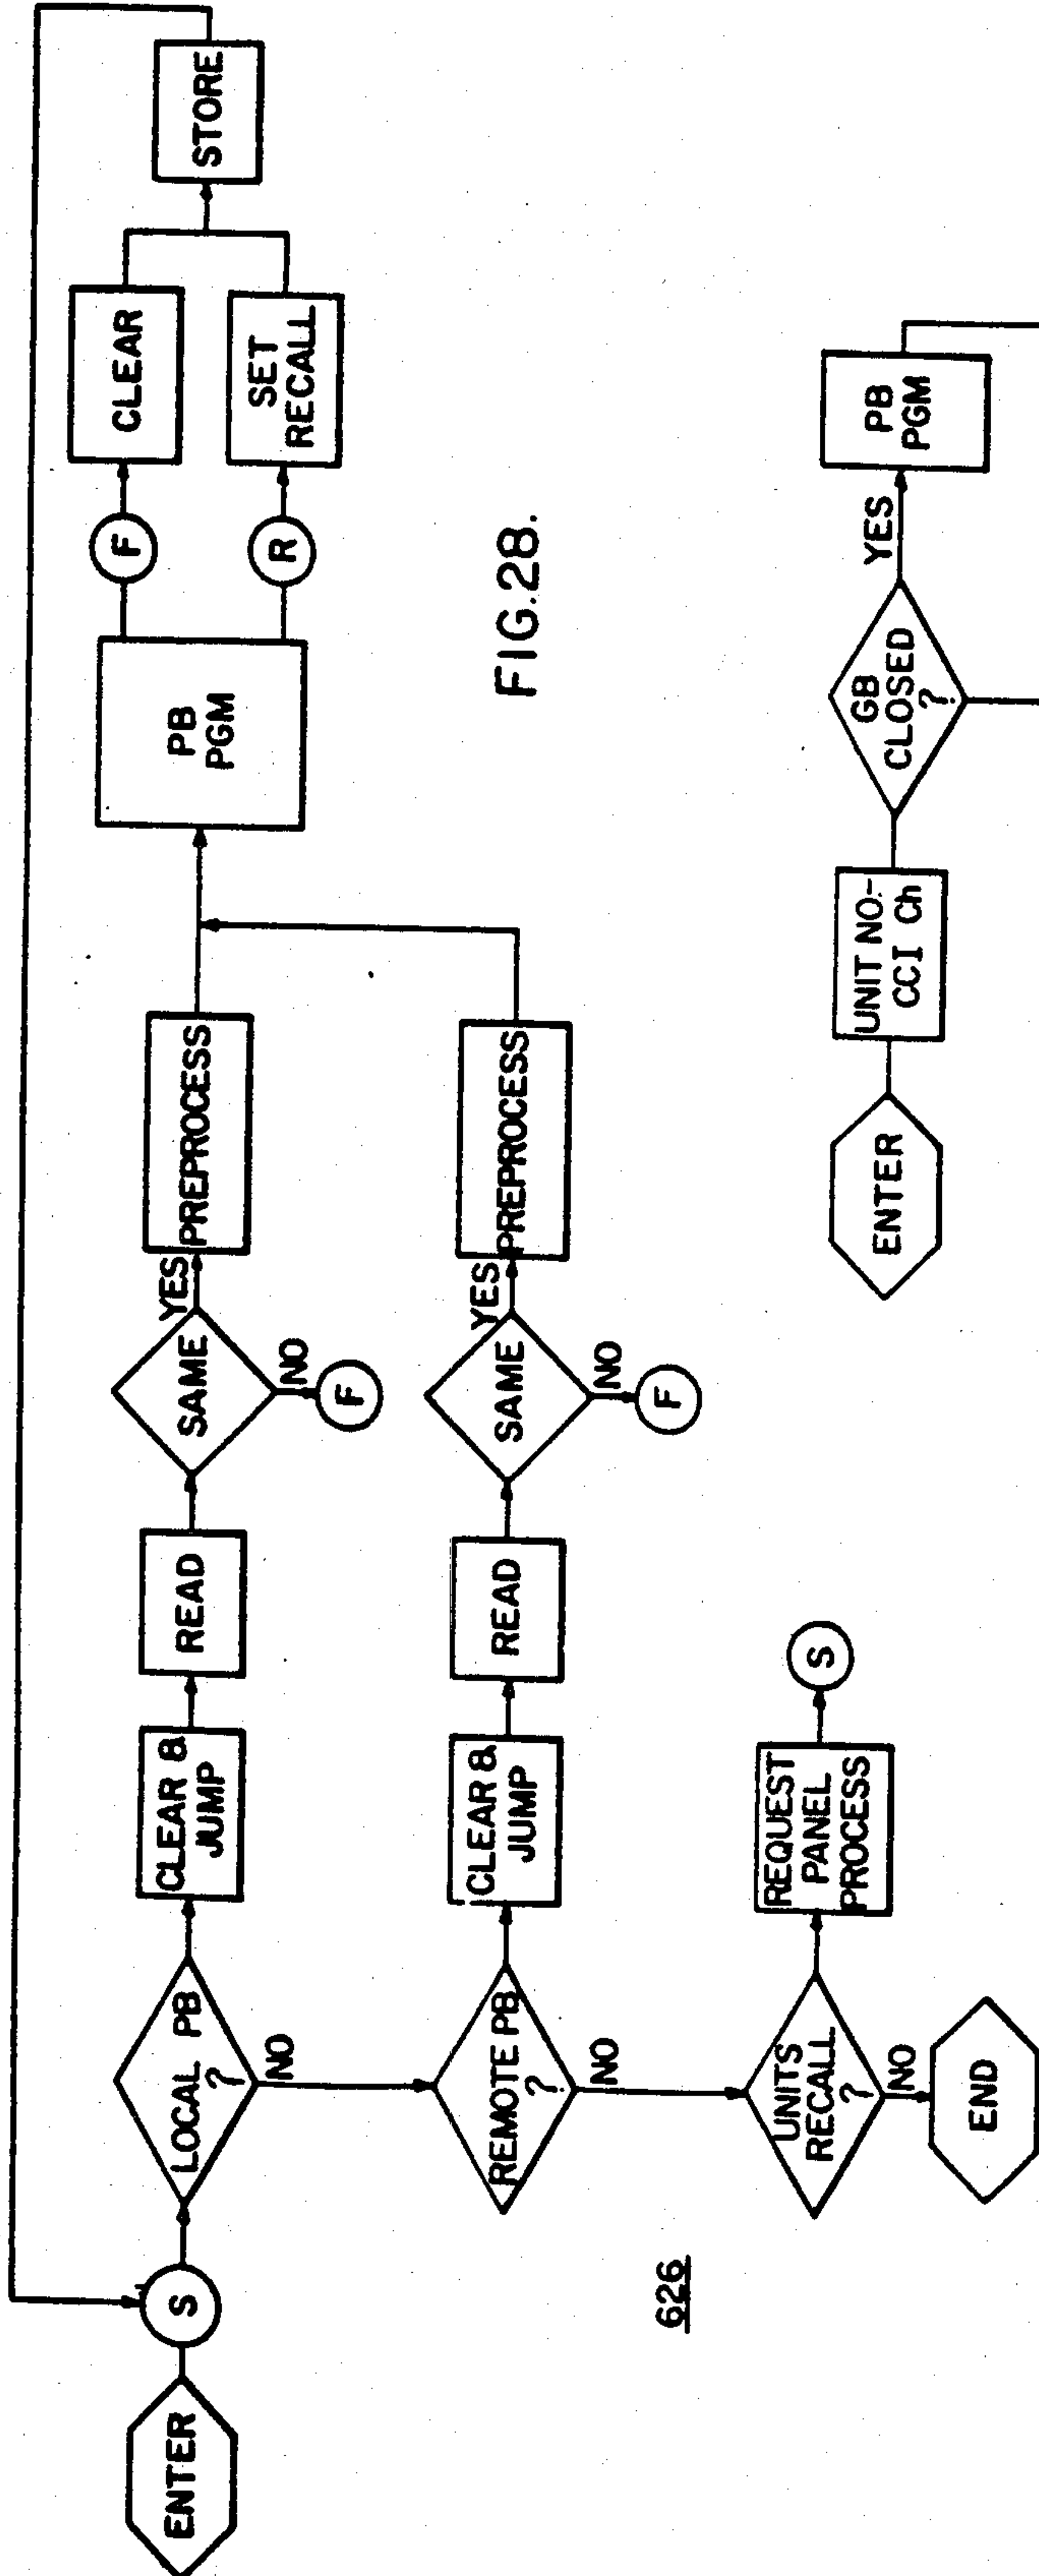 ENTER
S
LOCAL PB
?
NO
CLEAR &
JUMP
READ
SAME
YES
NO
F
PREPROCESS
PB
PGM
F
R
CLEAR
SET
RECALL
STORE
REMOTE PB
?
NO
CLEAR &
JUMP
READ
SAME
YES
NO
F
PREPROCESS
UNITS
RECALL
?
NO
REQUEST
PANEL
PROCESS
S
END
626
FIG.28.
ENTER
UNIT NO.-
CCI Ch
GB
CLOSED
?
YES
PB
PGM